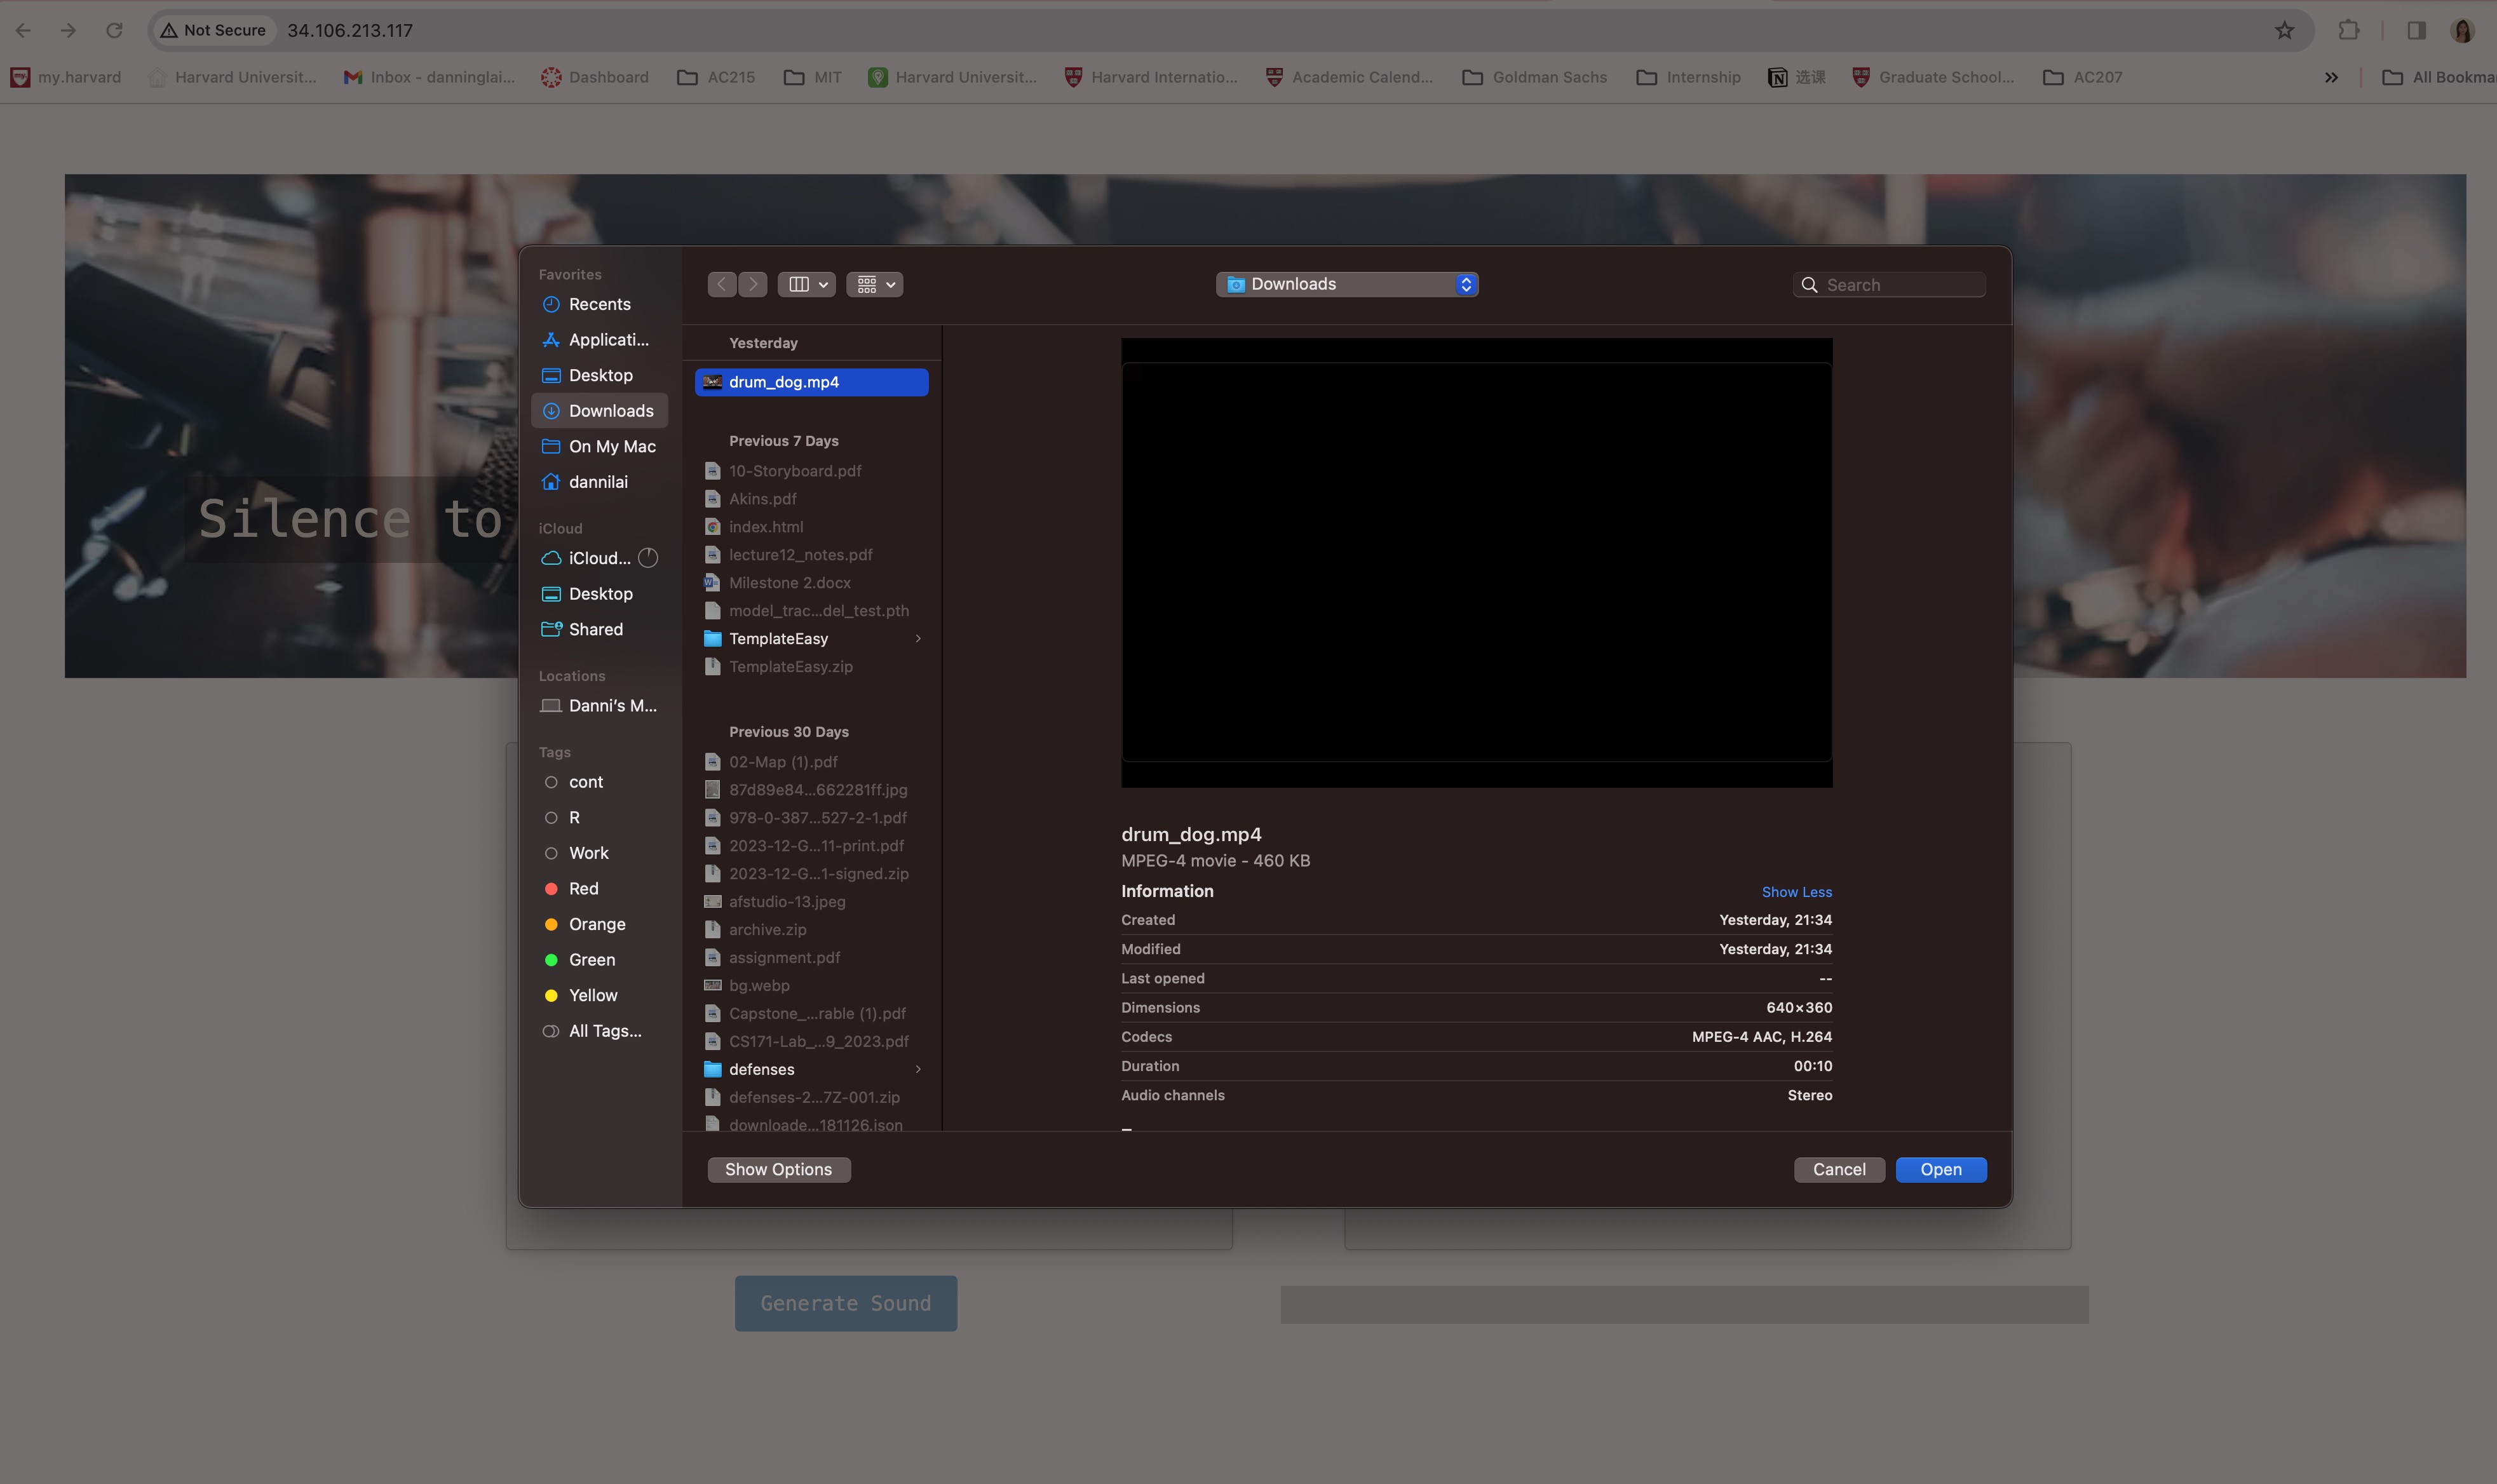 Not Secure 34.106.213.117
my.harvard Harvard Universit... Inbox - danninglai... Dashboard AC215 MIT Harvard Universit... Harvard Internatio... Academic Calend... Goldman Sachs Internship 选课 Graduate School... AC207 » All Bookma
Silence to
Favorites
Recents
Applicati...
Desktop
Downloads
On My Mac
dannilai
iCloud
iCloud...
Desktop
Shared
Locations
Danni's M...
Tags
cont
R
Work
Red
Orange
Green
Yellow
All Tags...
Downloads
Search
Yesterday
drum_dog.mp4
Previous 7 Days
10-Storyboard.pdf
Akins.pdf
index.html
lecture12_notes.pdf
Milestone 2.docx
model_trac...del_test.pth
TemplateEasy
TemplateEasy.zip
Previous 30 Days
02-Map (1).pdf
87d89e84...662281ff.jpg
978-0-387...527-2-1.pdf
2023-12-G...11-print.pdf
2023-12-G...1-signed.zip
afstudio-13.jpeg
archive.zip
assignment.pdf
bg.webp
Capstone_...rable (1).pdf
CS171-Lab_...9_2023.pdf
defenses
defenses-2...7Z-001.zip
downloade...181126.json
drum_dog.mp4
MPEG-4 movie - 460 KB
Information Show Less
Created Yesterday, 21:34
Modified Yesterday, 21:34
Last opened --
Dimensions 640×360
Codecs MPEG-4 AAC, H.264
Duration 00:10
Audio channels Stereo
Show Options Cancel Open
Generate Sound